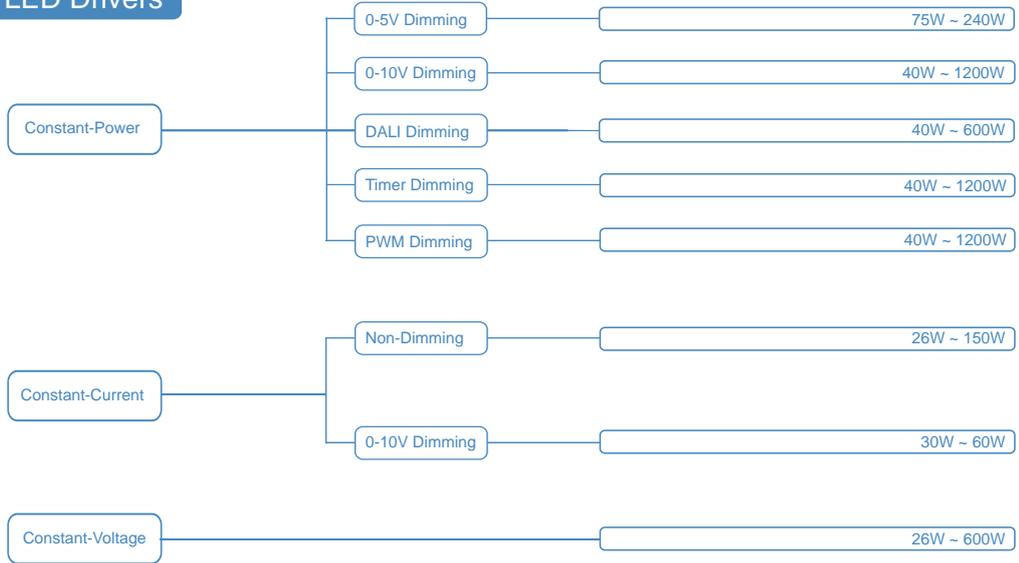 LED Drivers
0-5V Dimming 75W ~ 240W
0-10V Dimming 40W ~ 1200W
Constant-Power
DALI Dimming 40W ~ 600W
Timer Dimming 40W ~ 1200W
PWM Dimming 40W ~ 1200W
Non-Dimming 26W ~ 150W
Constant-Current
0-10V Dimming 30W ~ 60W
Constant-Voltage 26W ~ 600W